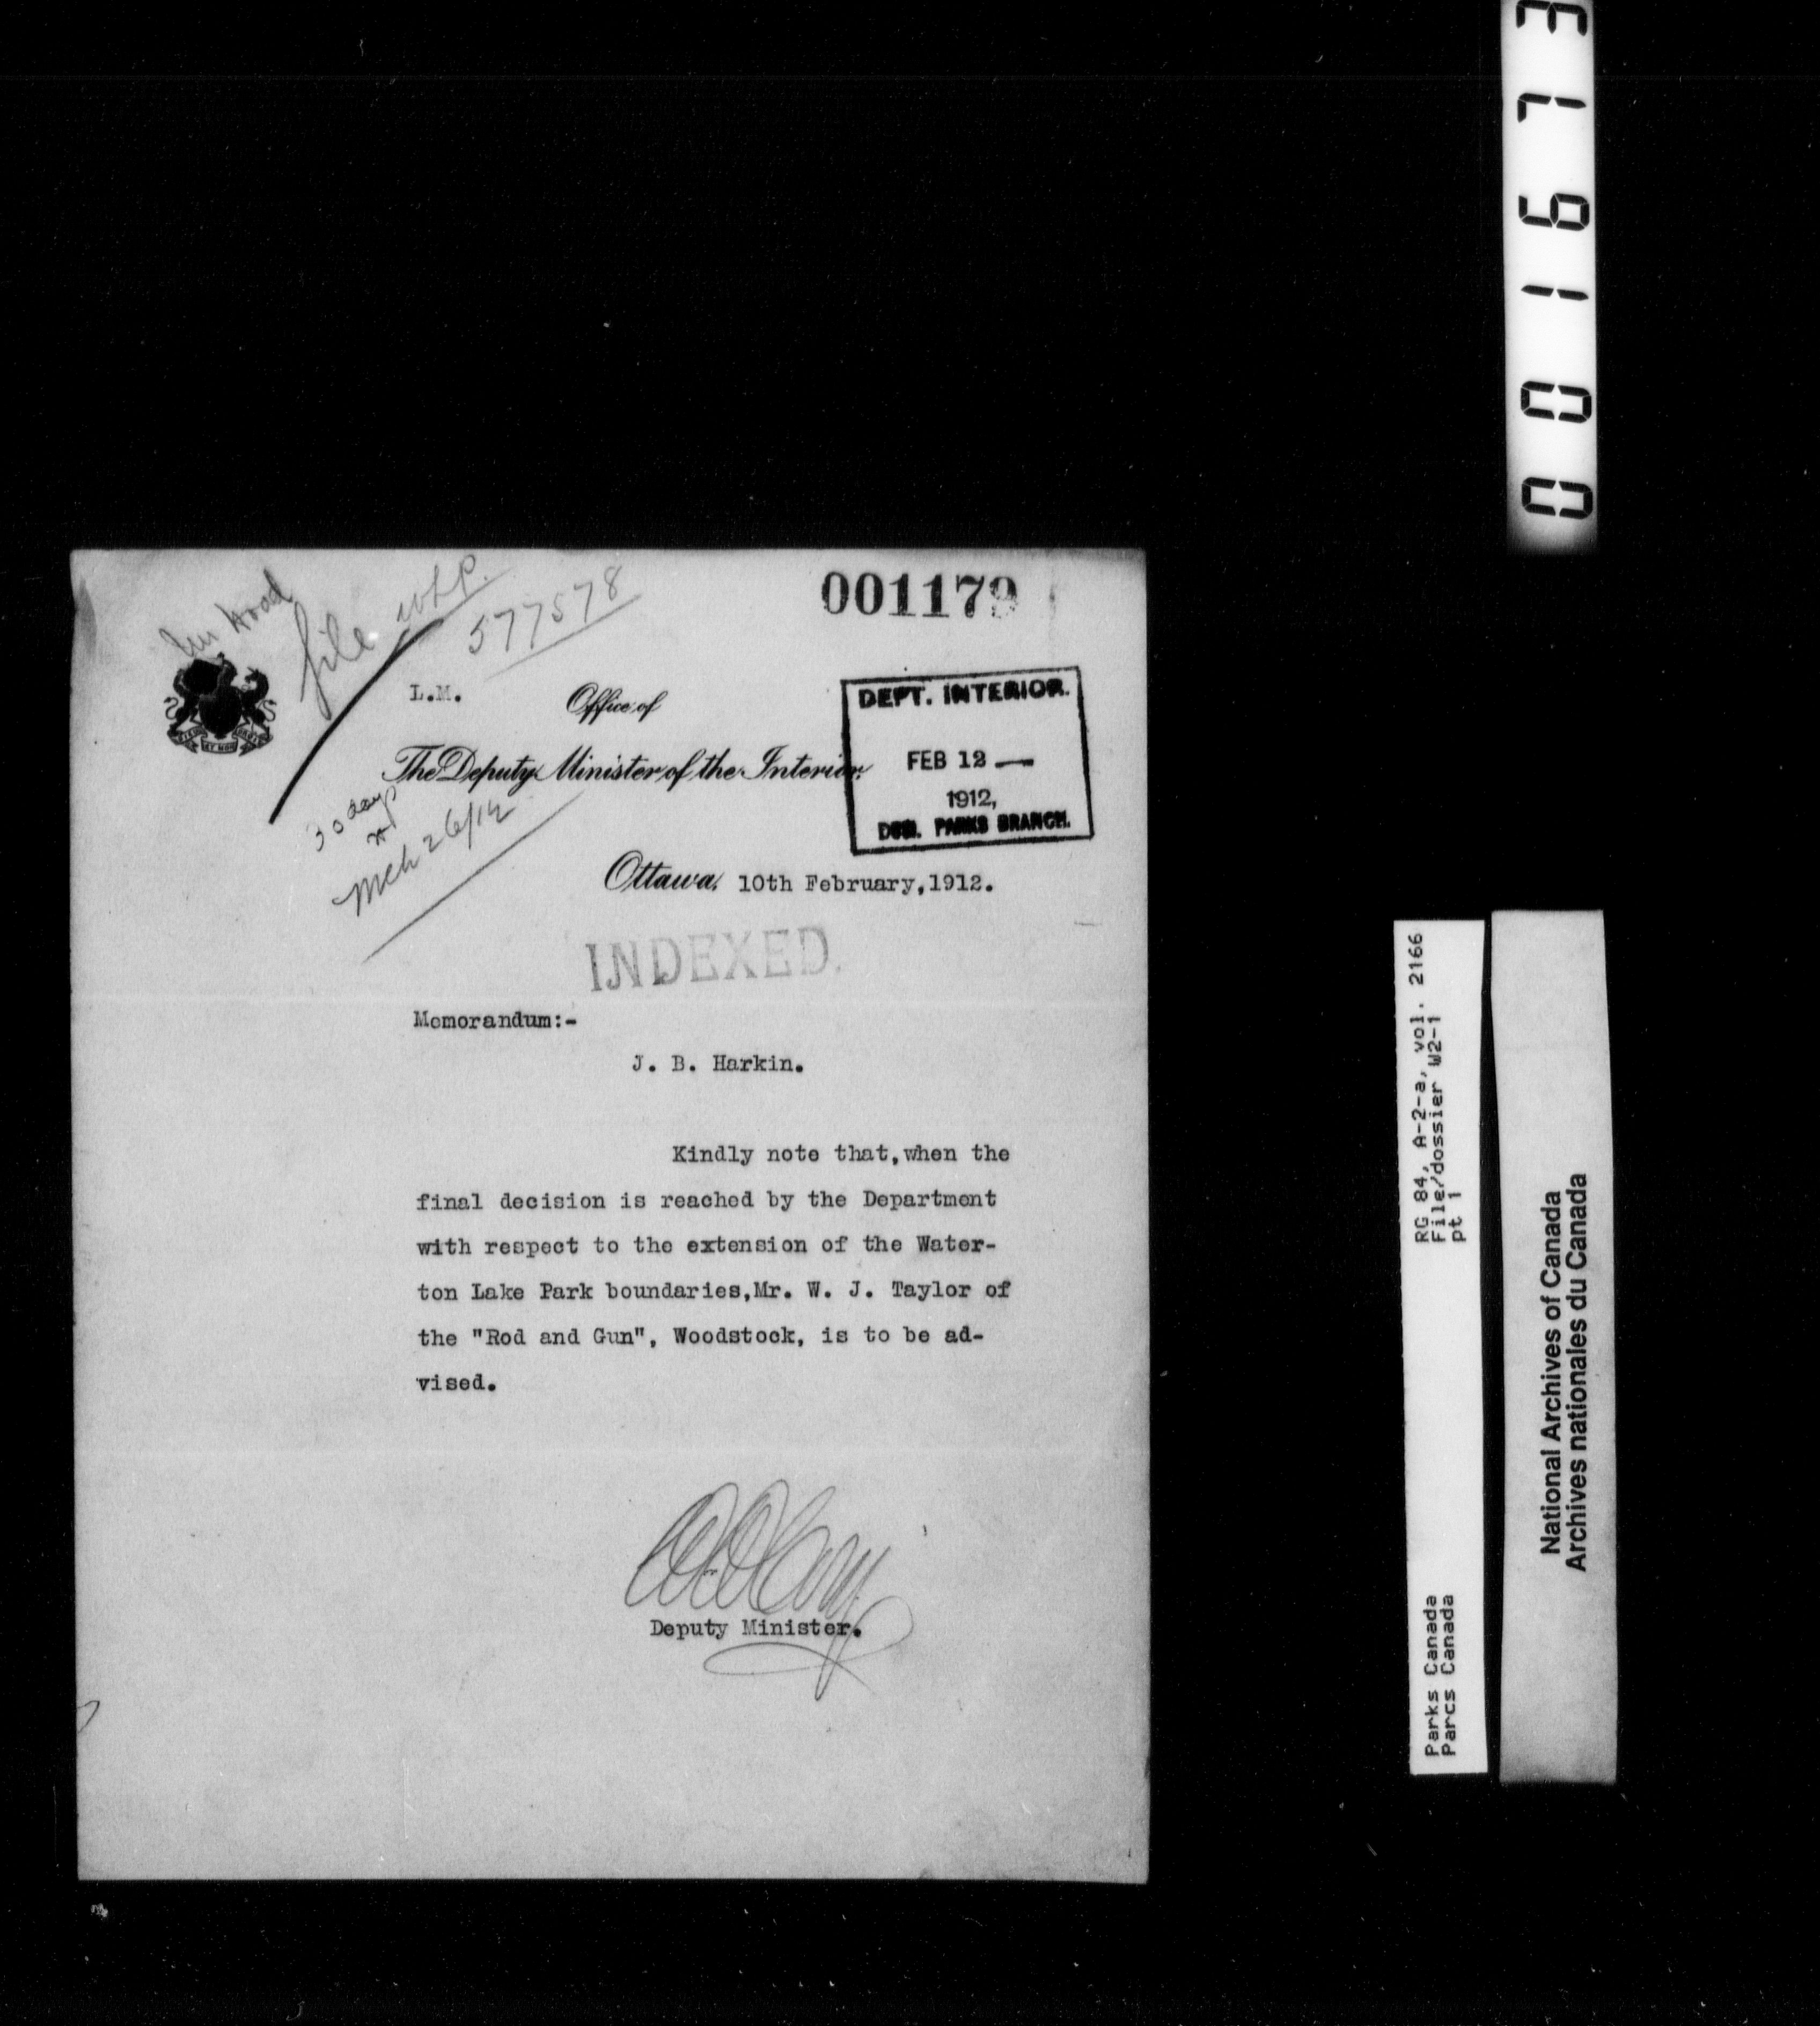 001673
001179
Mr Wood
file WLP.
577578
L.M.
Office of
The Deputy Minister of the Interior.
DEPT. INTERIOR.
FEB 12
1912,
DOM. PARKS BRANCH.
30 days
Mch 26/12
Ottawa, 10th February,1912.
INDEXED.
Memorandum:-
J. B. Harkin.
Kindly note that,when the
final decision is reached by the Department
with respect to the extension of the Water-
ton Lake Park boundaries,Mr. W. J. Taylor of
the "Rod and Gun", Woodstock, is to be ad-
vised.
WWCory
Deputy Minister.
RG 84, A-2-a, vol. 2166
File/dossier W2-1
pt 1
Parks Canada
Parcs Canada
National Archives of Canada
Archives nationales du Canada